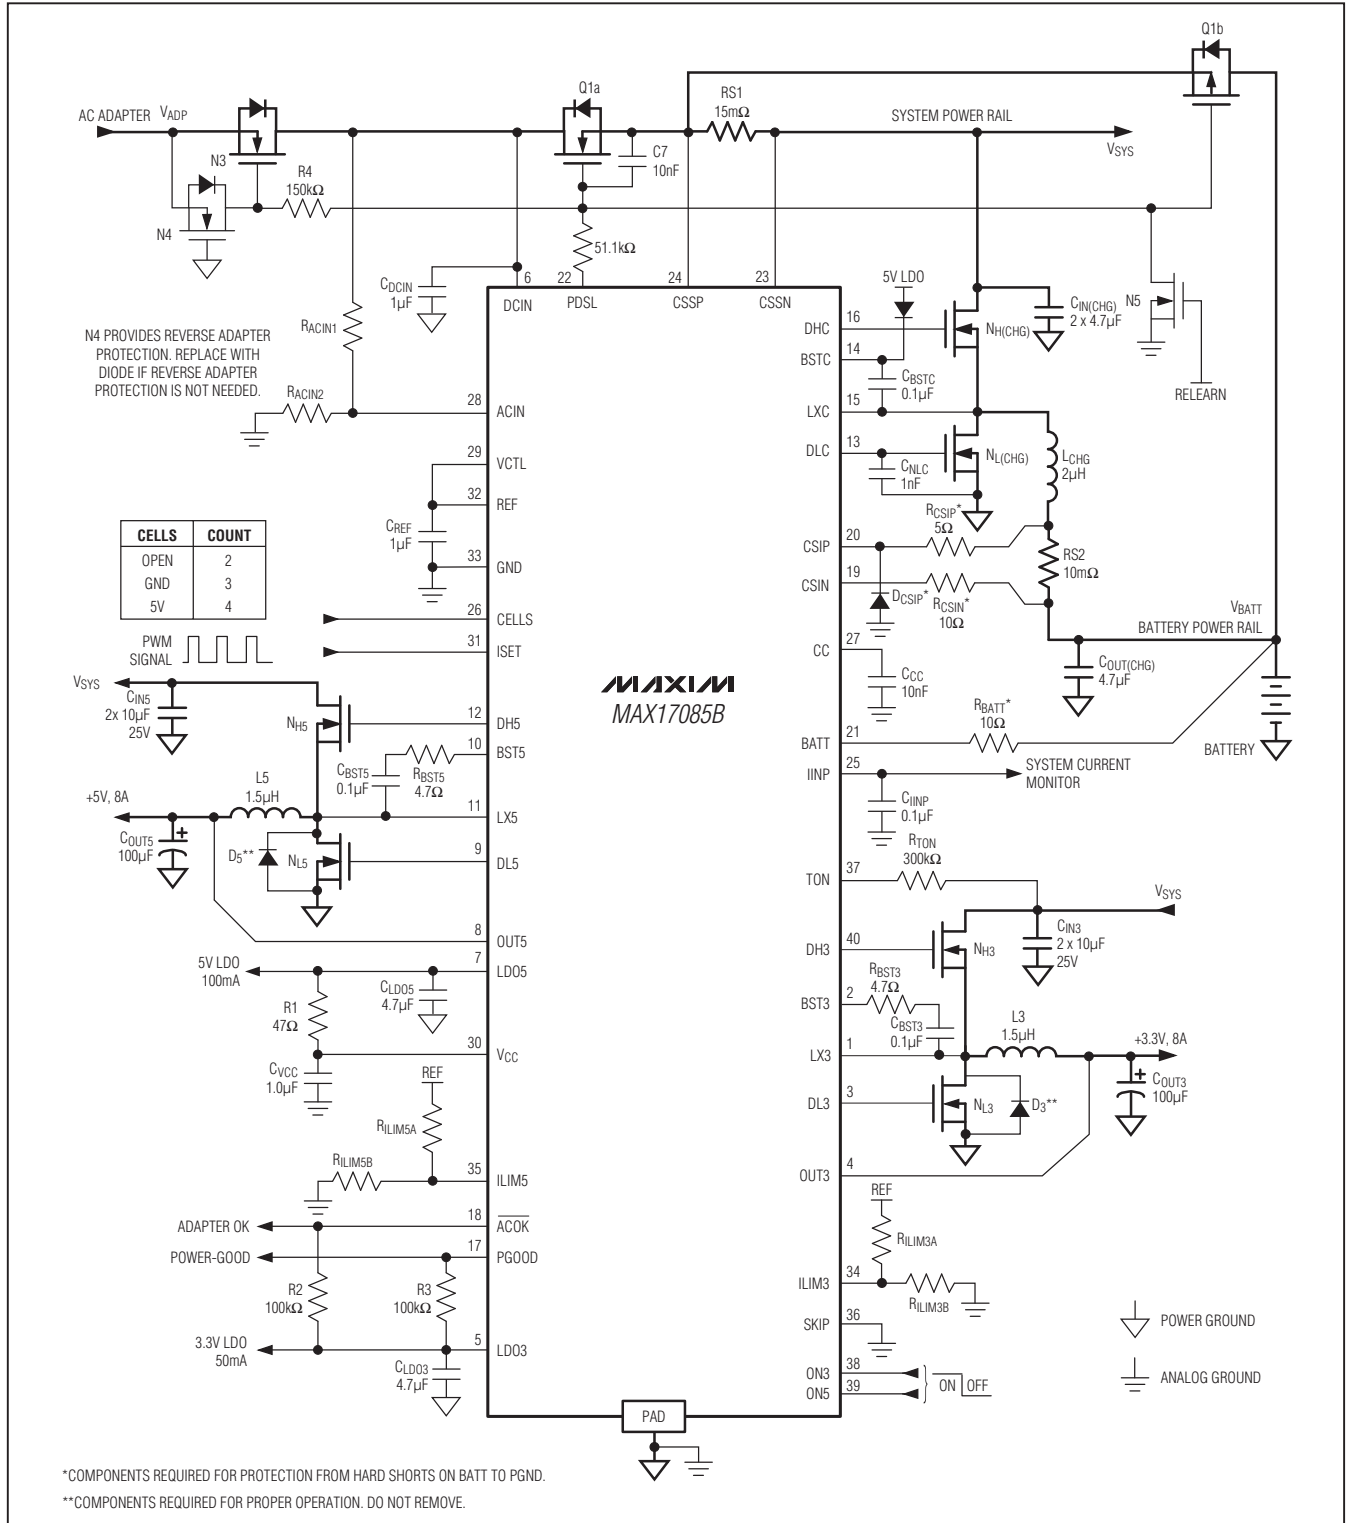 Q1b
Q1a
RS1
15mΩ
AC ADAPTER
VADP
SYSTEM POWER RAIL
VSYS
C7
10nF
N3
R4
150kΩ
N4
51.1kΩ
CDCIN
1µF
6
22
24
23
DCIN
PDSL
CSSP
CSSN
5V LDO
N5
RELEARN
CIN(CHG)
2 x 4.7µF
NH(CHG)
DHC
16
BSTC
14
CBSTC
0.1µF
LXC
15
DLC
13
NL(CHG)
CNLC
1nF
LCHG
2µH
RACIN1
N4 PROVIDES REVERSE ADAPTER
PROTECTION. REPLACE WITH
DIODE IF REVERSE ADAPTER
PROTECTION IS NOT NEEDED.
RACIN2
28
ACIN
29
VCTL
32
REF
CREF
1µF
33
GND
CELLS COUNT
OPEN 2
GND 3
5V 4
26
CELLS
31
ISET
PWM
SIGNAL
RCSIP*
5Ω
CSIP
20
RS2
10mΩ
CSIN
19
DCSIP*
RCSIN*
10Ω
VBATT
BATTERY POWER RAIL
CC
27
CCC
10nF
COUT(CHG)
4.7µF
MAXIM
MAX17085B
RBATT*
10Ω
BATT
21
BATTERY
IINP
25
SYSTEM CURRENT
MONITOR
CIINP
0.1µF
VSYS
CIN5
2x 10µF
25V
NH5
12
DH5
10
BST5
CBST5
0.1µF
RBST5
4.7Ω
L5
1.5µH
+5V, 8A
11
LX5
COUT5
100µF
D5**
NL5
9
DL5
8
OUT5
7
LDO5
5V LDO
100mA
CLDO5
4.7µF
R1
47Ω
30
VCC
CVCC
1.0µF
RTON
300kΩ
TON
37
VSYS
CIN3
2 x 10µF
25V
DH3
40
NH3
RBST3
4.7Ω
BST3
2
CBST3
0.1µF
L3
1.5µH
+3.3V, 8A
LX3
1
COUT3
100µF
DL3
3
NL3
D3**
OUT3
4
REF
RILIM5A
RILIM5B
35
ILIM5
18
ACOK
ADAPTER OK
17
PGOOD
POWER-GOOD
R2
100kΩ
R3
100kΩ
3.3V LDO
50mA
5
LDO3
CLDO3
4.7µF
REF
RILIM3A
ILIM3
34
RILIM3B
SKIP
36
ON3
38
ON5
39
ON OFF
POWER GROUND
ANALOG GROUND
PAD
*COMPONENTS REQUIRED FOR PROTECTION FROM HARD SHORTS ON BATT TO PGND.
**COMPONENTS REQUIRED FOR PROPER OPERATION. DO NOT REMOVE.